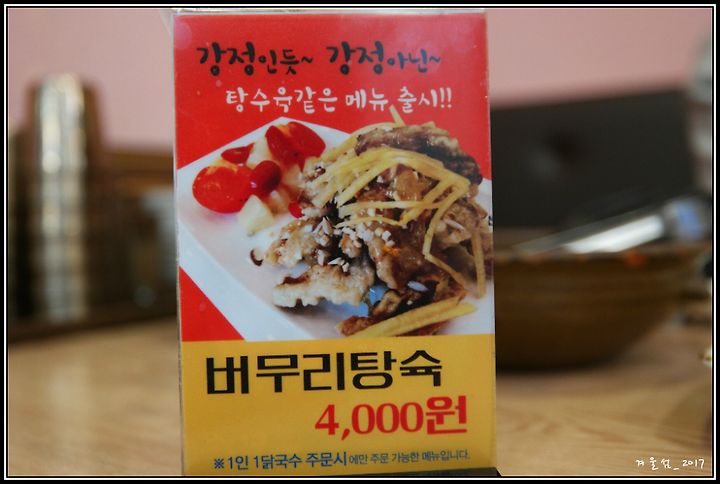 강정인듯~ 강정아닌~
탕수육같은 메뉴 출시!!
버무리탕슉
4,000원
※1인 1닭국수 주문시에만 주문 가능한 메뉴입니다.
겨울섬_2017